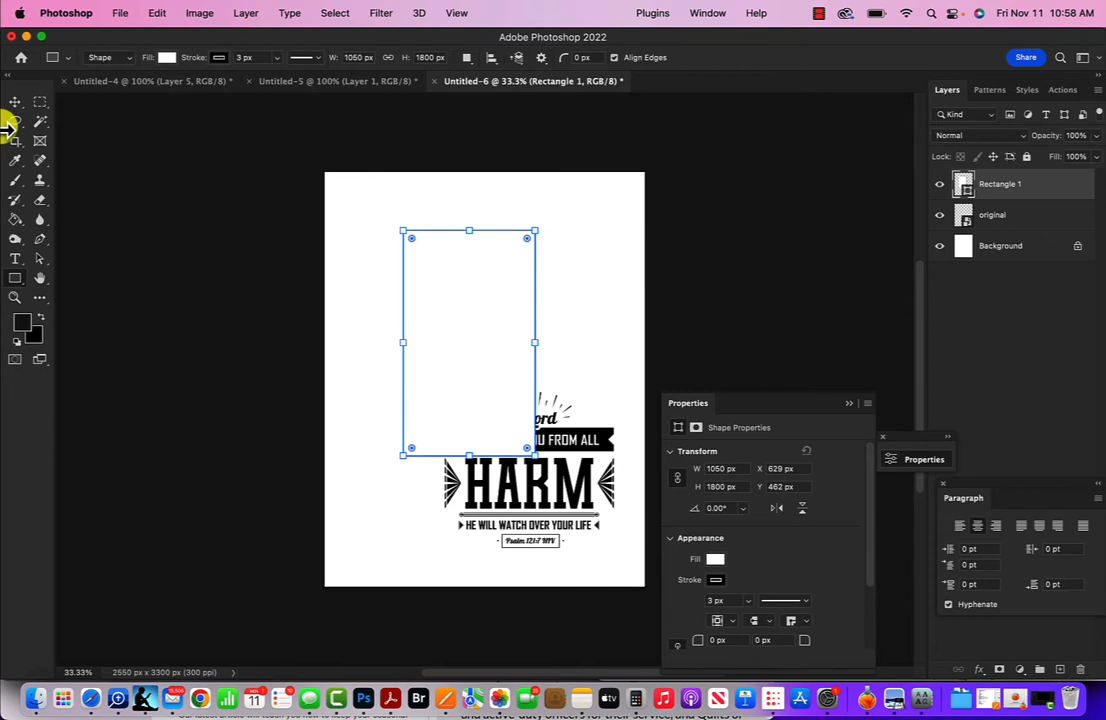 Photoshop File Edit Image Layer Type Select Filter 3D View Plugins Window Help Fri Nov 11 10:58 AM
Adobe Photoshop 2022
Shape Fill: Stroke: 3 px W: 1050 px H: 1800 px 0 px Align Edges Share
Untitled-4 @ 100% (Layer 5, RGB/8) * Untitled-5 @ 100% (Layer 1, RGB/8) * Untitled-6 @ 33.3% (Rectangle 1, RGB/8) *
Layers Patterns Styles Actions
Kind
Normal Opacity: 100%
Lock: Fill: 100%
Rectangle 1
original
Background
ord
U FROM ALL
HARM
HE WILL WATCH OVER YOUR LIFE
- Psalm 121:7 NIV -
Properties
Shape Properties
Transform
W 1050 px X 629 px
H 1800 px Y 462 px
0.00°
Appearance
Fill
Stroke
3 px
0 px 0 px
Properties
Paragraph
0 pt 0 pt
0 pt
0 pt 0 pt
Hyphenate
33.33% 2550 px x 3300 px (300 ppi)